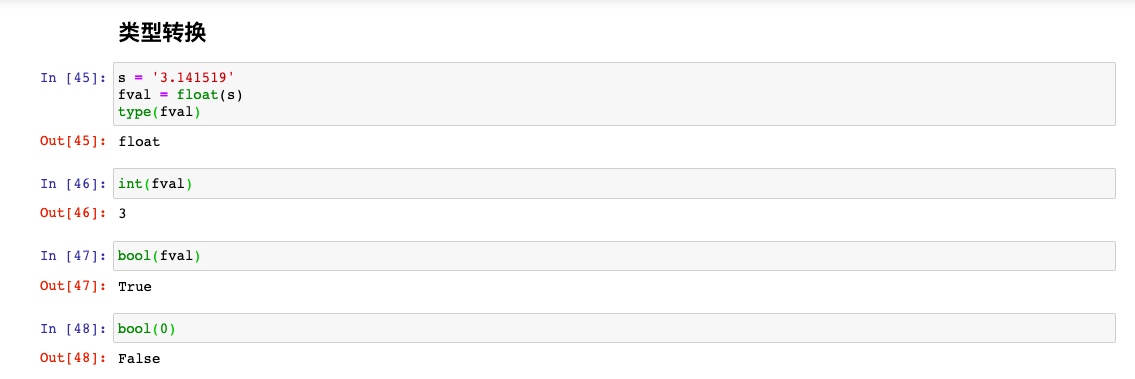 类型转换
In [45]: s = '3.141519'
fval = float(s)
type(fval)
Out[45]: float
In [46]: int(fval)
Out[46]: 3
In [47]: bool(fval)
Out[47]: True
In [48]: bool(0)
Out[48]: False